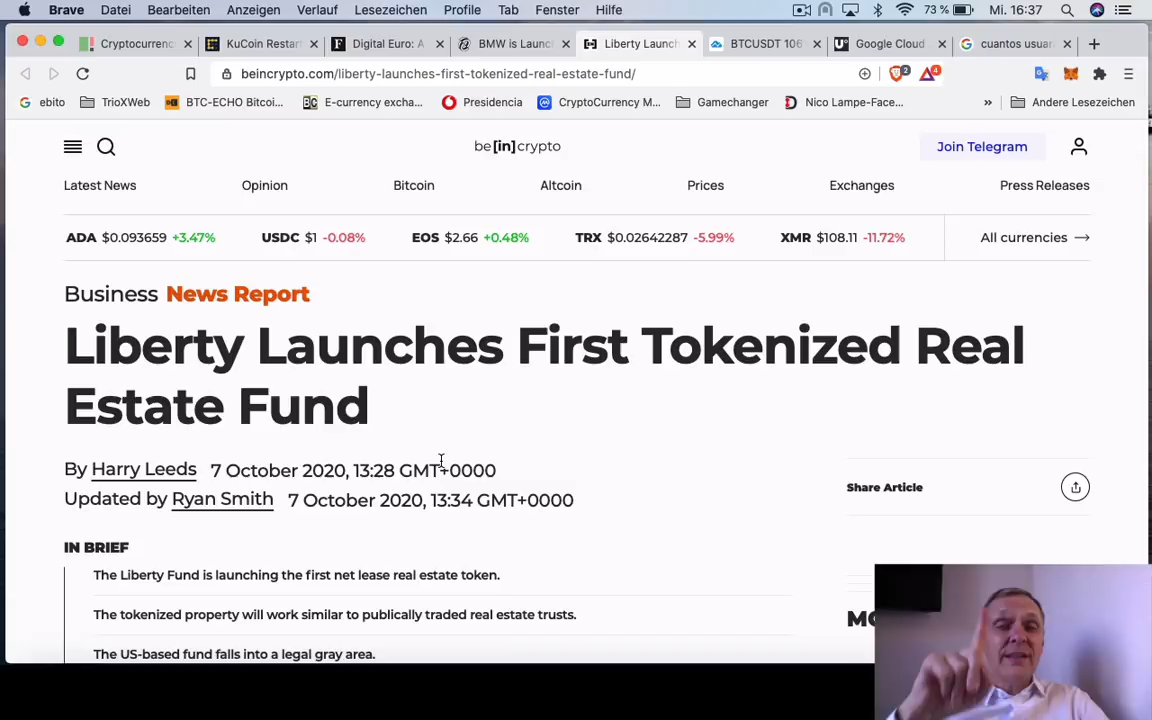 Brave Datei Bearbeiten Anzeigen Verlauf Lesezeichen Profile Tab Fenster Hilfe 73 % Mi. 16:37
Cryptocurrenc KuCoin Restar Digital Euro: A BMW is Launc Liberty Launch BTCUSDT 106 Google Cloud cuantos usuar
beincrypto.com/liberty-launches-first-tokenized-real-estate-fund/ 2 4
ebito TrioXWeb BTC-ECHO Bitcoi... E-currency excha... Presidencia CryptoCurrency M... Gamechanger Nico Lampe-Face... » Andere Lesezeichen
be[in]crypto Join Telegram
Latest News Opinion Bitcoin Altcoin Prices Exchanges Press Releases
ADA $0.093659 +3.47% USDC $1 -0.08% EOS $2.66 +0.48% TRX $0.02642287 -5.99% XMR $108.11 -11.72% All currencies →
Business News Report
Liberty Launches First Tokenized Real
Estate Fund
By Harry Leeds 7 October 2020, 13:28 GMT+0000
Updated by Ryan Smith 7 October 2020, 13:34 GMT+0000
Share Article
IN BRIEF
The Liberty Fund is launching the first net lease real estate token.
The tokenized property will work similar to publically traded real estate trusts.
The US-based fund falls into a legal gray area.